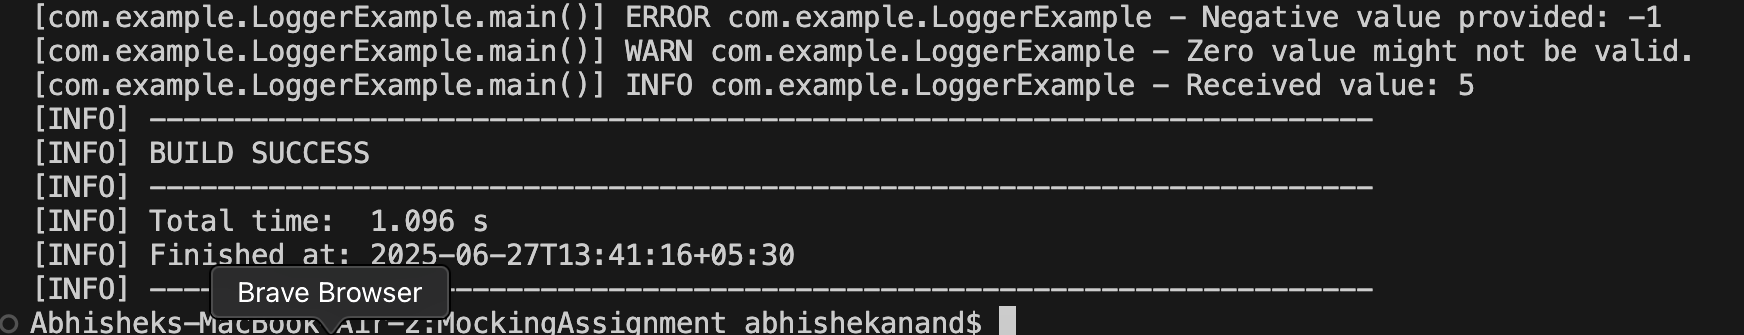 [com.example.LoggerExample.main()] ERROR com.example.LoggerExample - Negative value provided: -1
[com.example.LoggerExample.main()] WARN com.example.LoggerExample - Zero value might not be valid.
[com.example.LoggerExample.main()] INFO com.example.LoggerExample - Received value: 5
[INFO] ------------------------------------------------------------------------
[INFO] BUILD SUCCESS
[INFO] ------------------------------------------------------------------------
[INFO] Total time:  1.096 s
[INFO] Finished at: 2025-06-27T13:41:16+05:30
[INFO] ------------------------------------------------------------------------
Brave Browser
Abhisheks-MacBook-Air-2:MockingAssignment abhishekanand$